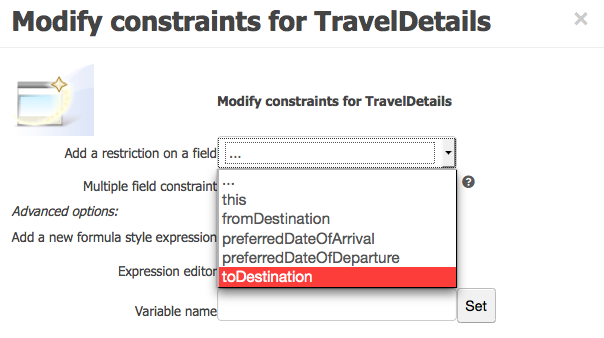 Modify constraints for TravelDetails
×
Modify constraints for TravelDetails
Add a restriction on a field
...
Multiple field constraint
...
this
fromDestination
preferredDateOfArrival
preferredDateOfDeparture
toDestination
?
Advanced options:
Add a new formula style expression
Expression editor
Variable name
Set